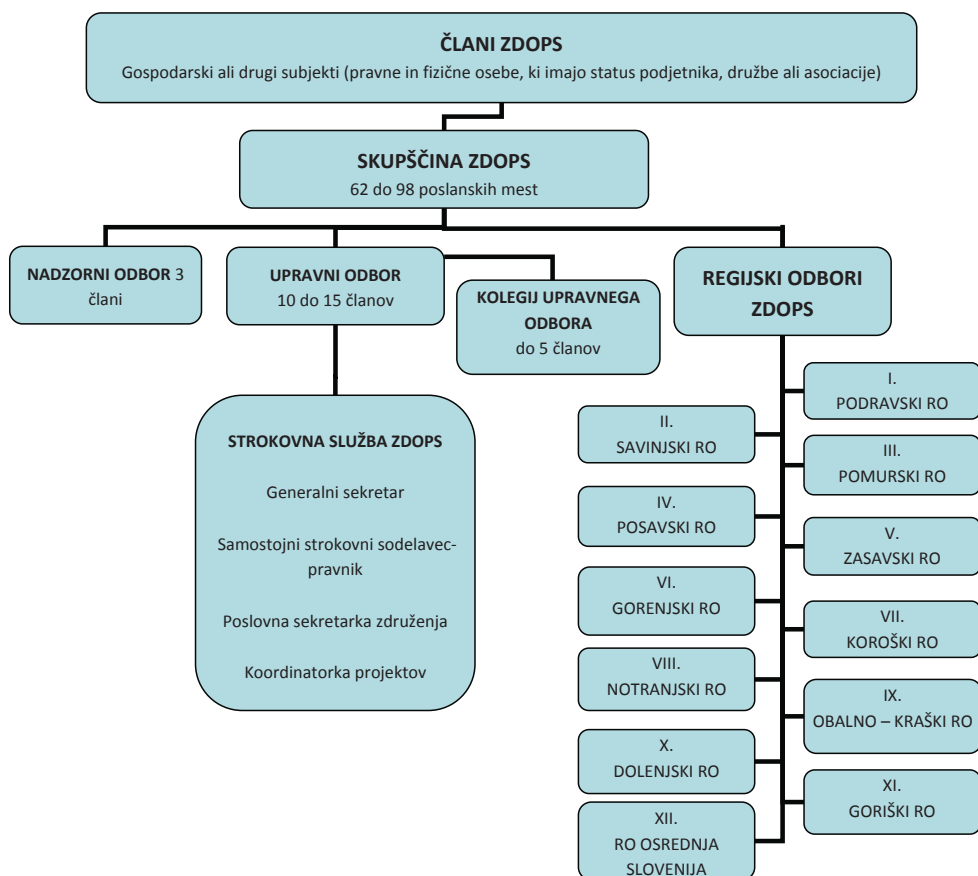 ČLANI ZDOPS
Gospodarski ali drugi subjekti (pravne in fizične osebe, ki imajo status podjetnika, družbe ali asociacije)
SKUPŠČINA ZDOPS
62 do 98 poslanskih mest
NADZORNI ODBOR 3
člani
UPRAVNI ODBOR
10 do 15 članov
KOLEGIJ UPRAVNEGA
ODBORA
do 5 članov
REGIJSKI ODBORI
ZDOPS
STROKOVNA SLUŽBA ZDOPS
Generalni sekretar
Samostojni strokovni sodelavec-
pravnik
Poslovna sekretarka združenja
Koordinatorka projektov
I.
PODRAVSKI RO
II.
SAVINJSKI RO
III.
POMURSKI RO
IV.
POSAVSKI RO
V.
ZASAVSKI RO
VI.
GORENJSKI RO
VII.
KOROŠKI RO
VIII.
NOTRANJSKI RO
IX.
OBALNO – KRAŠKI RO
X.
DOLENJSKI RO
XI.
GORIŠKI RO
XII.
RO OSREDNJA
SLOVENIJA